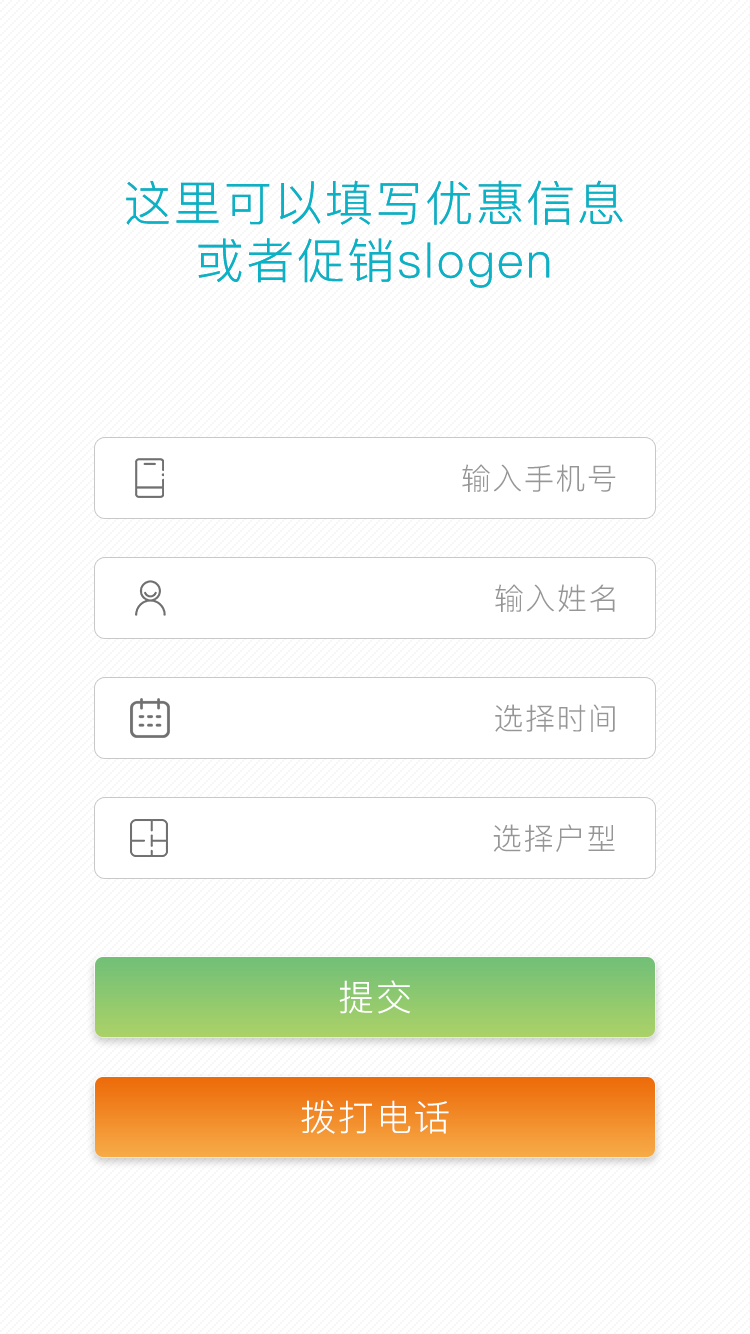 这里可以填写优惠信息
或者促销slogen
输入手机号
输入姓名
选择时间
选择户型
提交
拨打电话